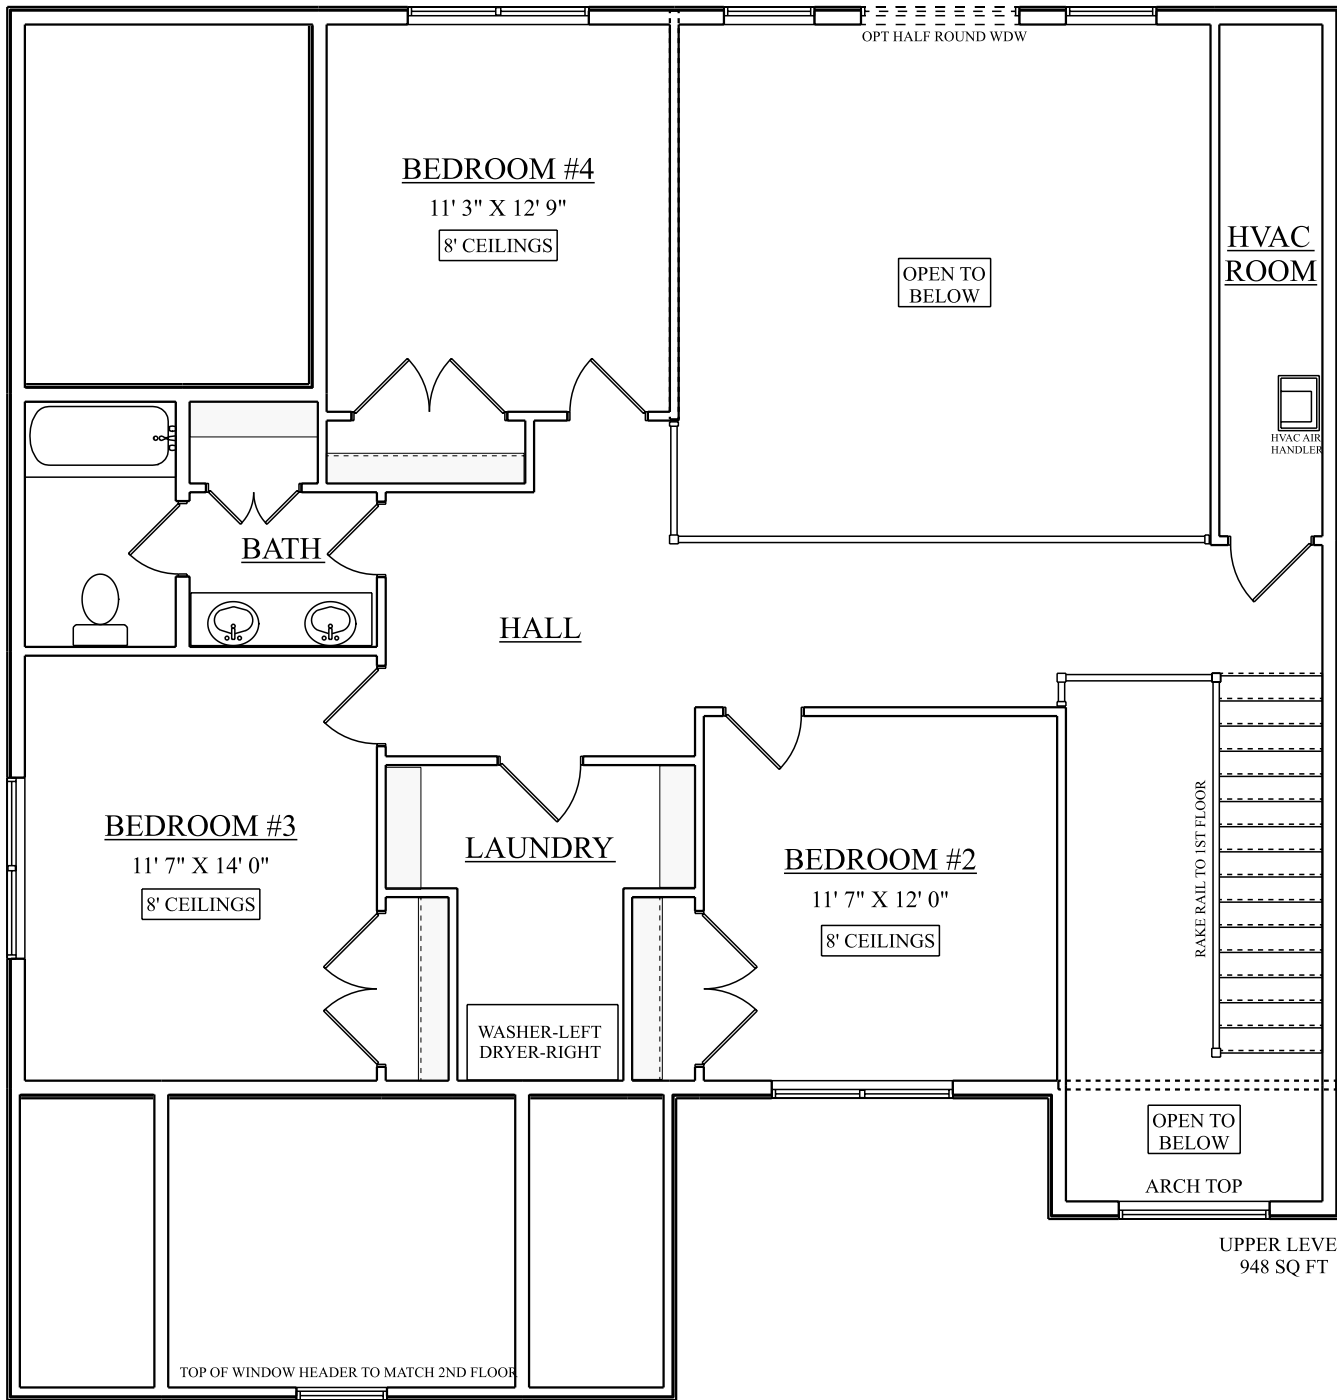 OPT HALF ROUND WDW
BEDROOM #4
11' 3" X 12' 9"
8' CEILINGS
OPEN TO
BELOW
HVAC
ROOM
HVAC AIR
HANDLER
BATH
HALL
BEDROOM #3
11' 7" X 14' 0"
8' CEILINGS
LAUNDRY
WASHER-LEFT
DRYER-RIGHT
BEDROOM #2
11' 7" X 12' 0"
8' CEILINGS
RAKE RAIL TO 1ST FLOOR
OPEN TO
BELOW
ARCH TOP
UPPER LEVE
948 SQ FT
TOP OF WINDOW HEADER TO MATCH 2ND FLOOR